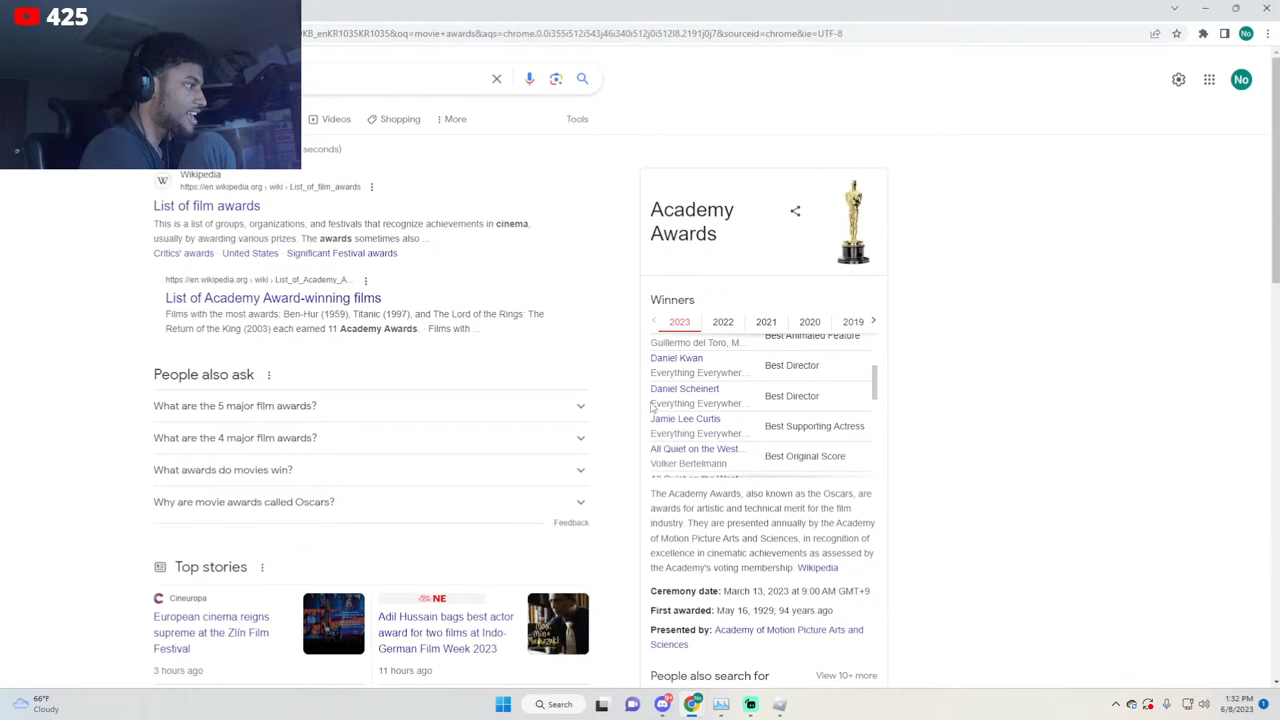 425
KB_enKR1035KR1035&oq=movie+awards&aqs=chrome.0.0i355i512i543j46i340i512j0i512l8.2191j0j7&sourceid=chrome&ie=UTF-8
No
No
Videos
Shopping
More
Tools
seconds)
W
Wikipedia
https://en.wikipedia.org › wiki › List_of_film_awards
List of film awards
This is a list of groups, organizations, and festivals that recognize achievements in cinema,
usually by awarding various prizes. The awards sometimes also ...
Critics' awards · United States · Significant Festival awards
https://en.wikipedia.org › wiki › List_of_Academy_A...
List of Academy Award-winning films
Films with the most awards: Ben-Hur (1959), Titanic (1997), and The Lord of the Rings: The
Return of the King (2003) each earned 11 Academy Awards. · Films with ...
People also ask
What are the 5 major film awards?
What are the 4 major film awards?
What awards do movies win?
Why are movie awards called Oscars?
Feedback
Top stories
Cineuropa
European cinema reigns
supreme at the Zlín Film
Festival
3 hours ago
NE
Adil Hussain bags best actor
award for two films at Indo-
German Film Week 2023
11 hours ago
Academy
Awards
Winners
2023 2022 2021 2020 2019
Best Animated Feature
Guillermo del Toro, M...
Daniel Kwan
Everything Everywher...
Best Director
Daniel Scheinert
Everything Everywher...
Best Director
Jamie Lee Curtis
Everything Everywher...
Best Supporting Actress
All Quiet on the West...
Volker Bertelmann
Best Original Score
All Quiet on the West...
The Academy Awards, also known as the Oscars, are
awards for artistic and technical merit for the film
industry. They are presented annually by the Academy
of Motion Picture Arts and Sciences, in recognition of
excellence in cinematic achievements as assessed by
the Academy's voting membership. Wikipedia
Ceremony date: March 13, 2023 at 9:00 AM GMT+9
First awarded: May 16, 1929; 94 years ago
Presented by: Academy of Motion Picture Arts and
Sciences
People also search for
View 10+ more
66°F
Cloudy
Search
9+
1:32 PM
6/8/2023